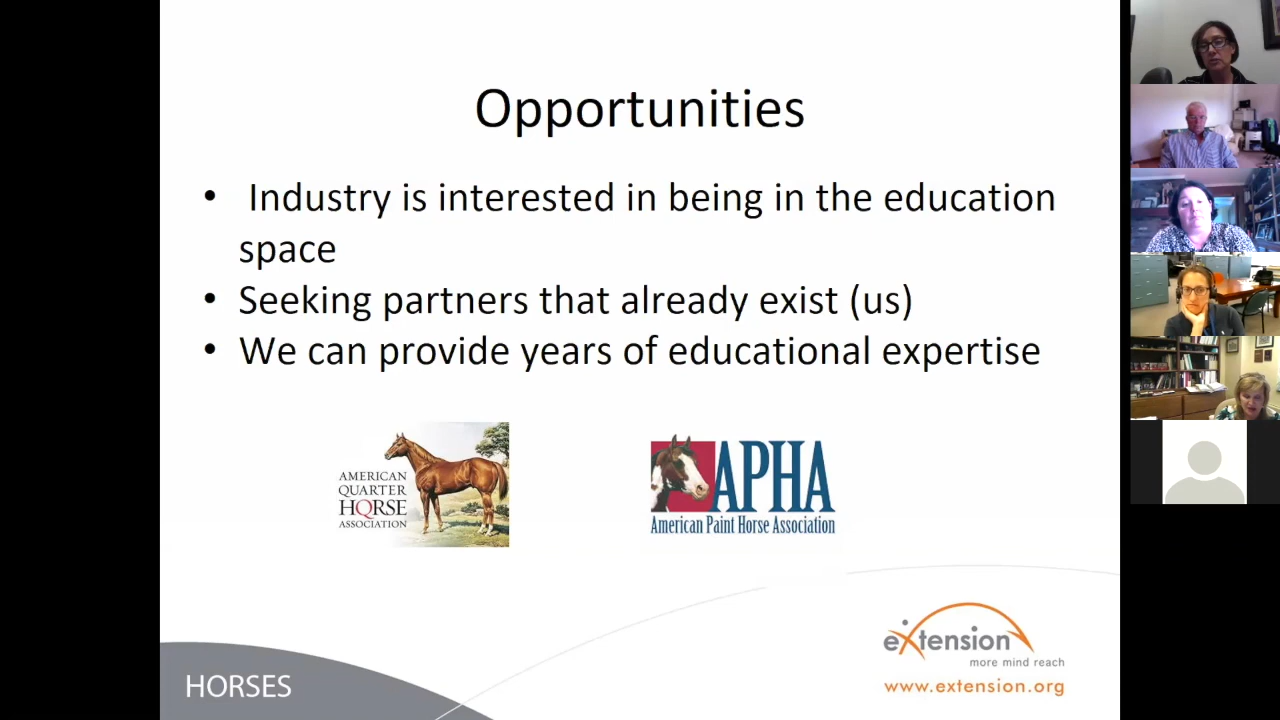 Opportunities
• Industry is interested in being in the education
space
• Seeking partners that already exist (us)
• We can provide years of educational expertise
AMERICAN
QUARTER
HORSE
ASSOCIATION
APHA
American Paint Horse Association
eXtension
more mind reach
www.extension.org
HORSES